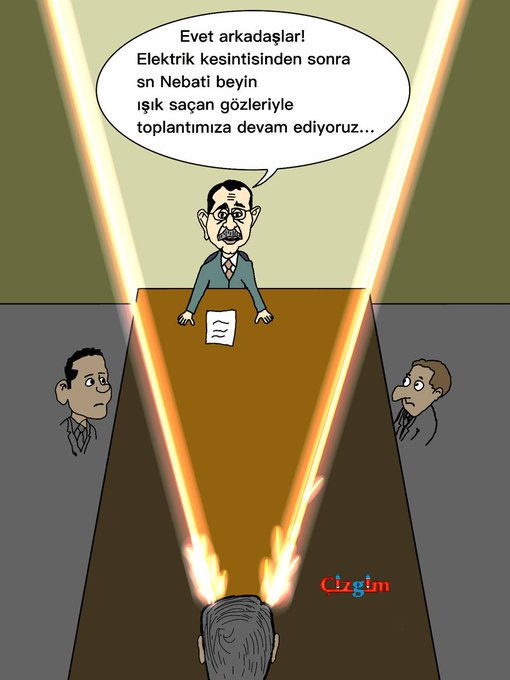 Evet arkadaşlar!
Elektrik kesintisinden sonra
sn Nebati beyin
ışık saçan gözleriyle
toplantımıza devam ediyoruz...
Çizgim